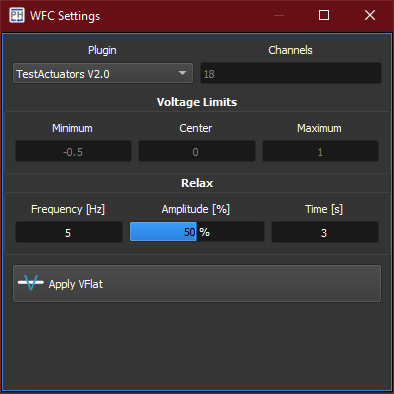 PH WFC Settings
Plugin Channels
TestActuators V2.0 18
Voltage Limits
Minimum Center Maximum
-0.5 0 1
Relax
Frequency [Hz] Amplitude [%] Time [s]
5 50 % 3
Apply VFlat